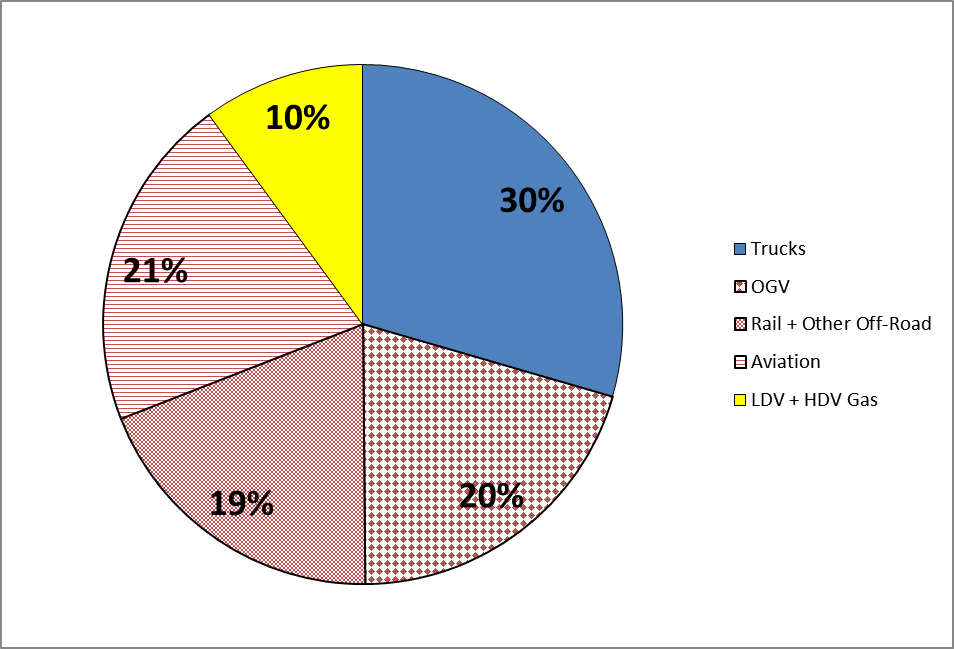 10%
30%
21%
19%
20%
Trucks
OGV
Rail + Other Off-Road
Aviation
LDV + HDV Gas